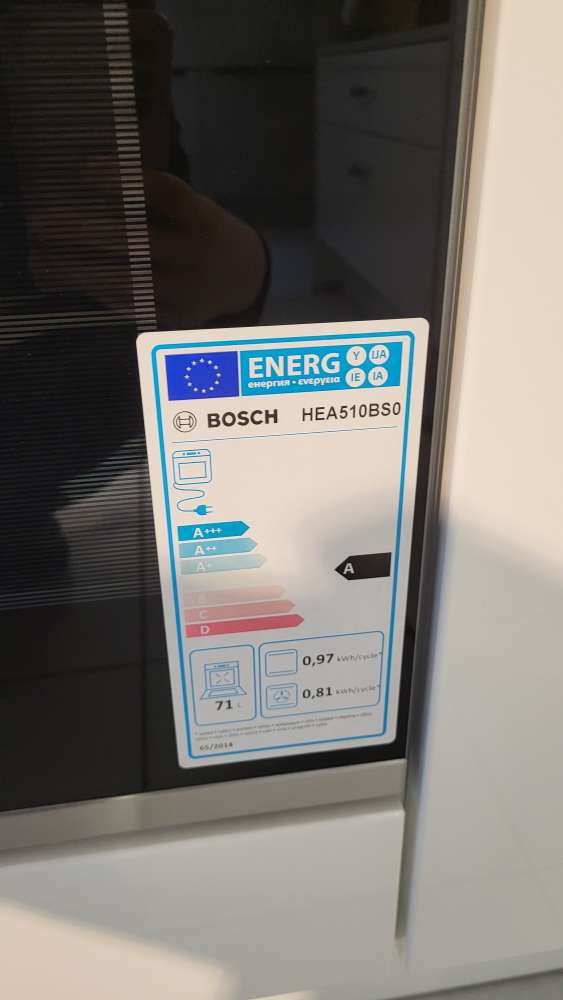 ENERG
енергия · ενεργεια
Y
IJA
IE
IA
BOSCH
HEA510BS0
A+++
A++
A+
A
B
C
D
71 L
0,97 kWh/cycle*
0,81 kWh/cycle*
65/2014